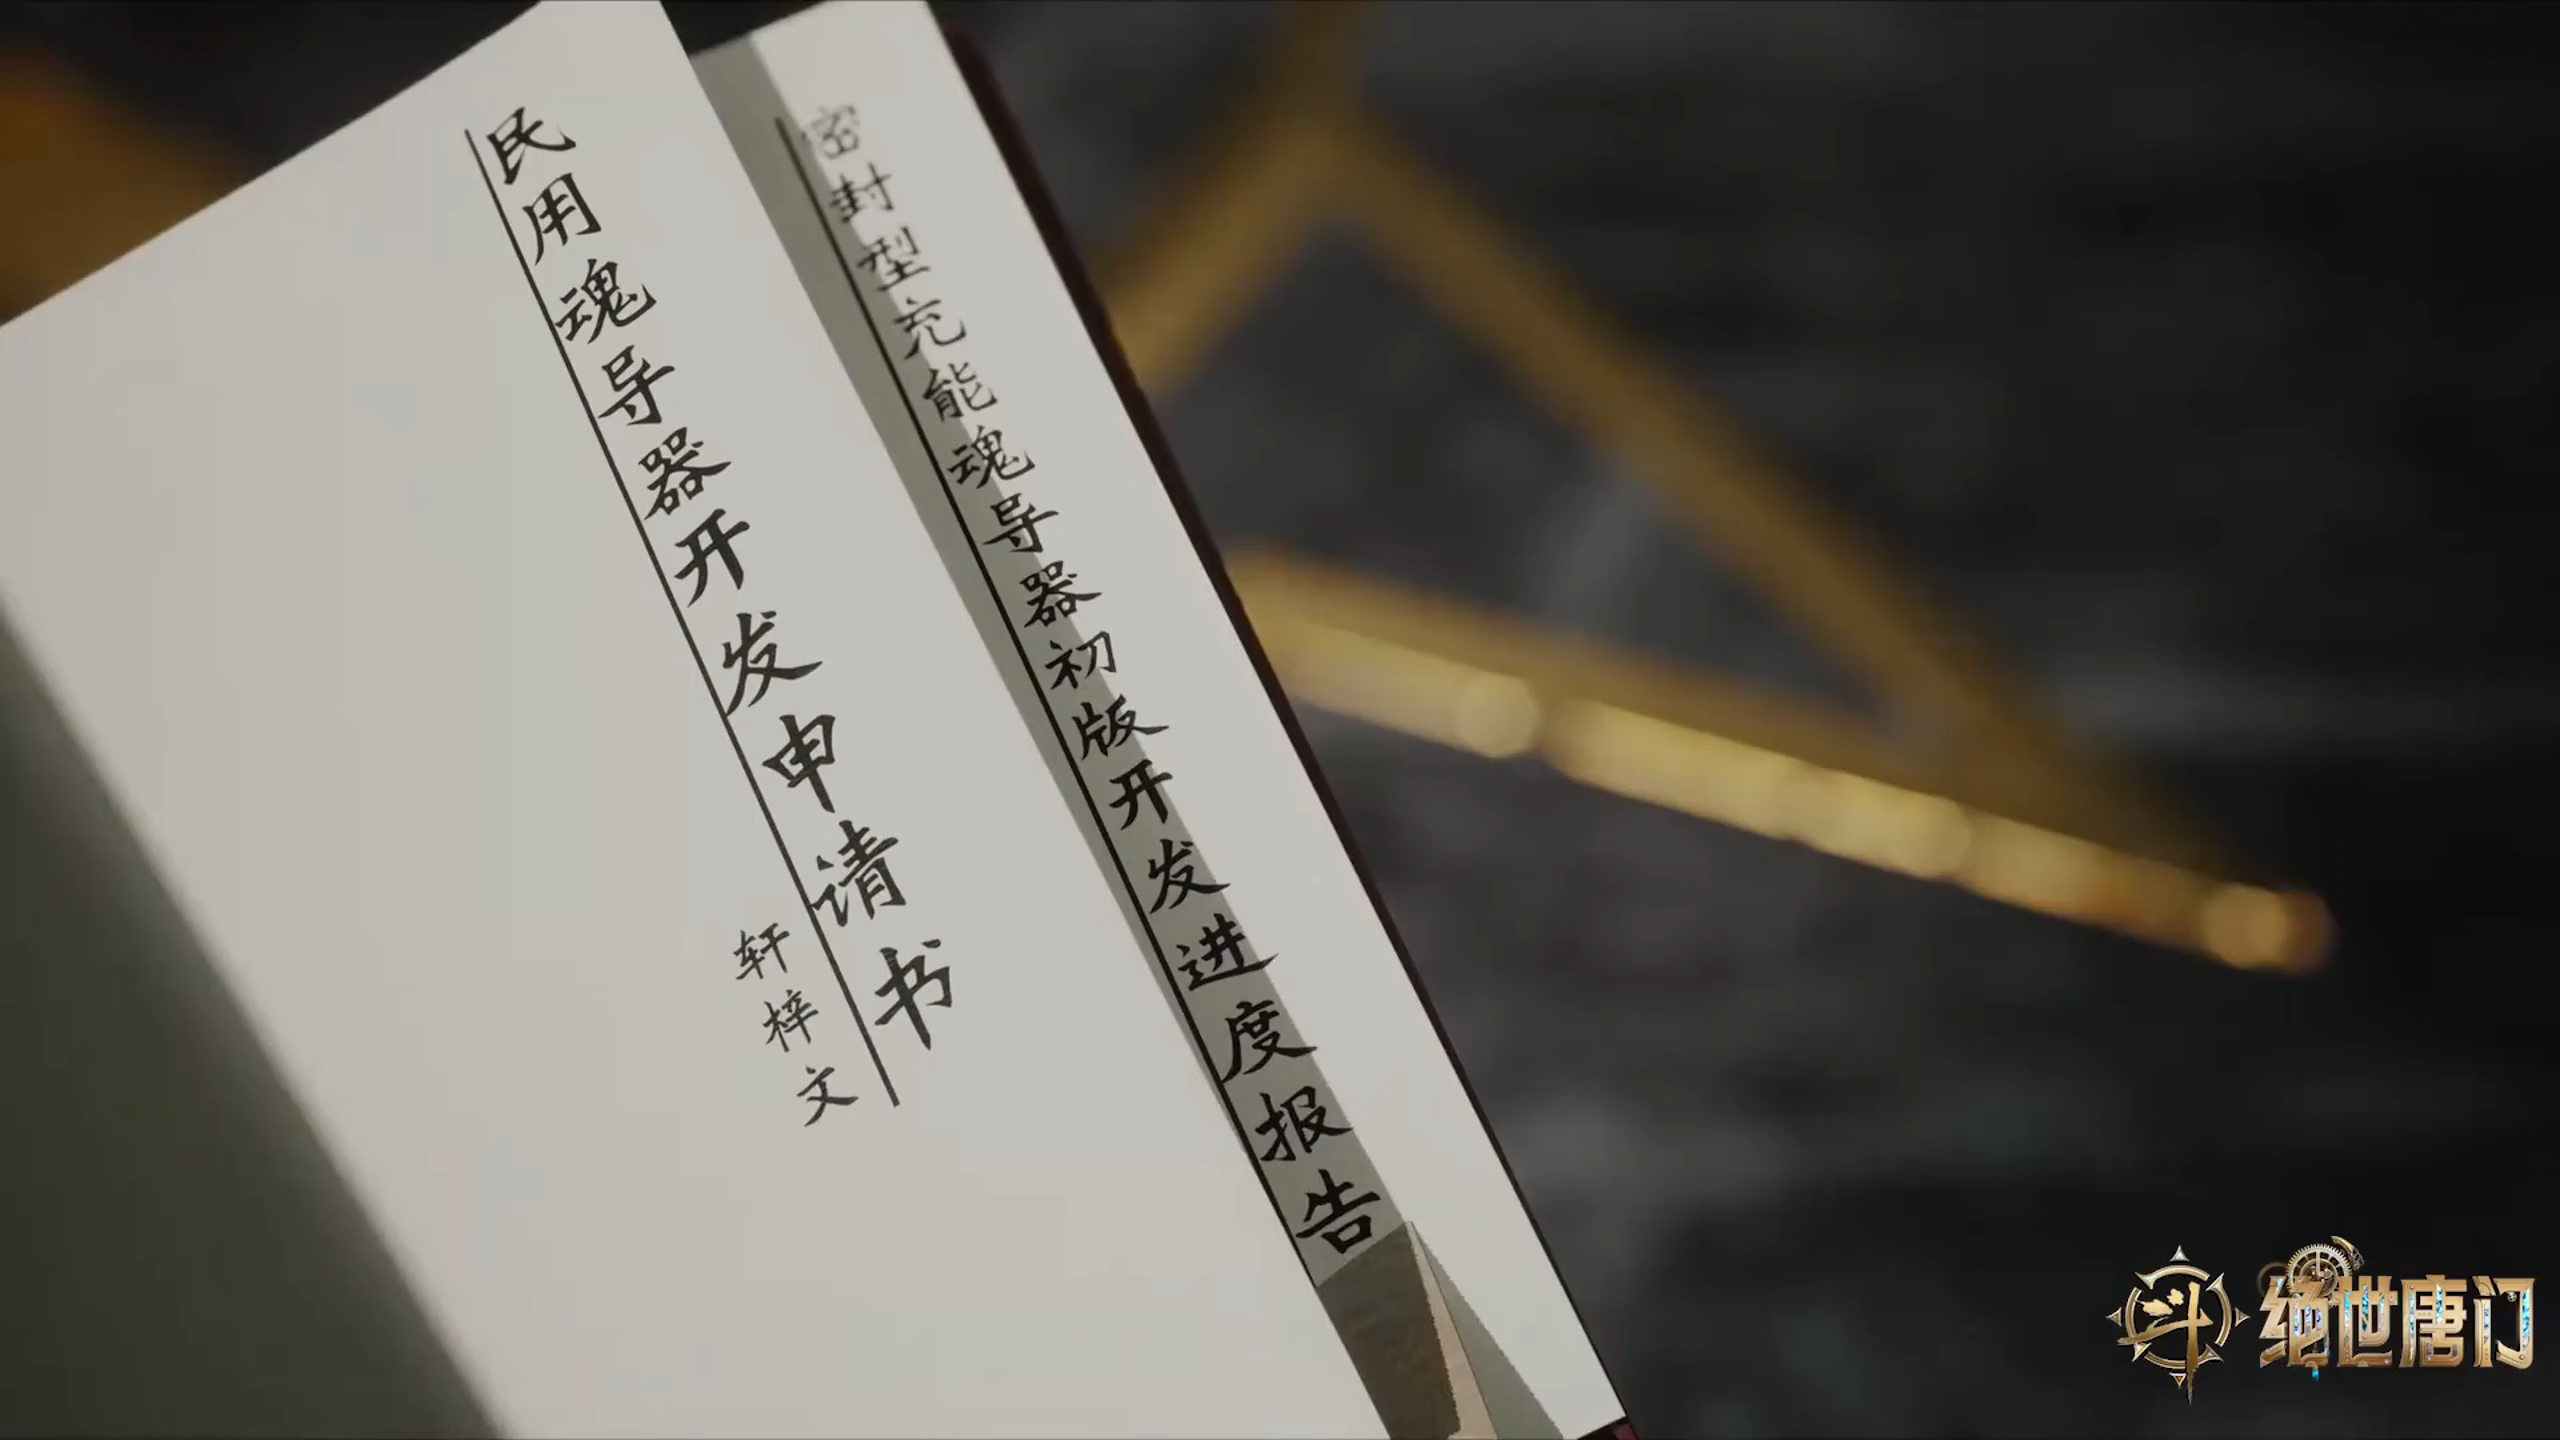 民用魂导器开发申请书
轩梓文
密封型充能魂导器初版开发进度报告
斗
绝世唐门